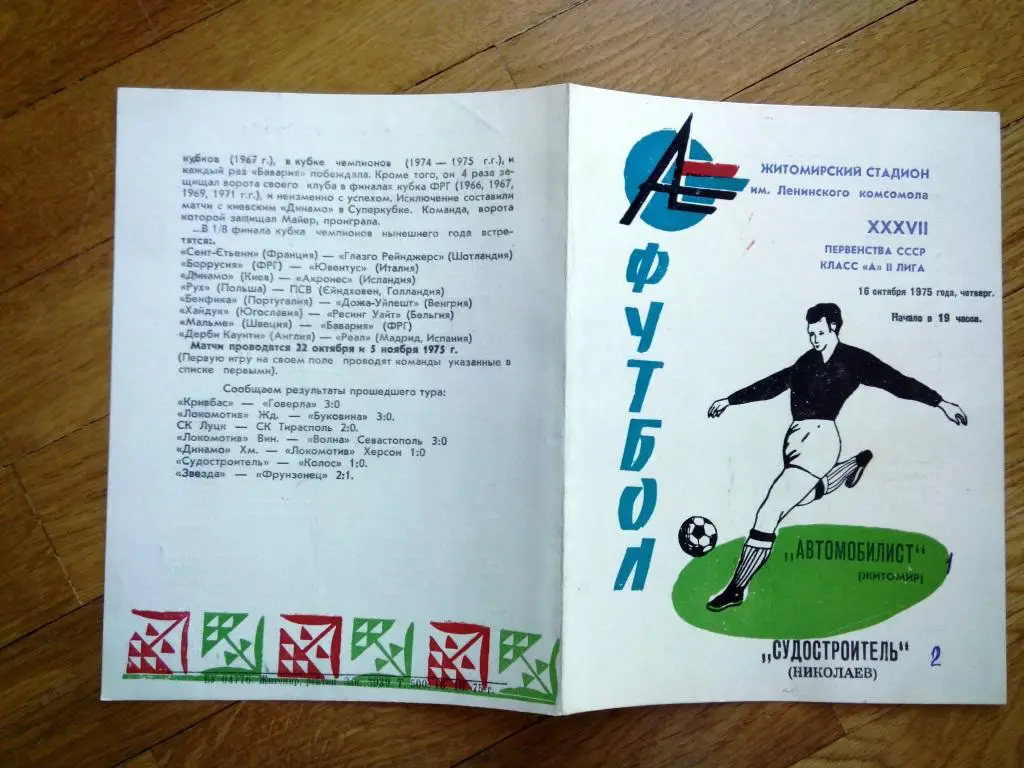 кубков (1967 г.), в кубке чемпионов (1974 — 1975 г.г.), и
каждый раз «Бавария» побеждала. Кроме того, он 4 раза за-
щищал ворота своего клуба в финалах кубка ФРГ (1966, 1967,
1969, 1971 г.г.), и неизменно с успехом. Исключение составили
матчи с киевским «Динамо» в Суперкубке. Команда, ворота
которой защищал Майер, проиграла.
...В 1/8 финала кубка чемпионов нынешнего года встре-
тятся:.
«Сент-Етьенн» (Франция) — «Глазго Рейнджерс» (Шотландия)
«Боруссия» (ФРГ) — «Ювентус» (Италия)
«Динамо» (Киев) — «Акронес» (Исландия)
«Рух» (Польша) — ПСВ (Ейндховен, Голландия)
«Бенфика» (Португалия) — «Дожа-Уйпешт» (Венгрия)
«Хайдук» (Югославия) — «Ресинг Уайт» (Бельгия)
«Мальме» (Швеция) — «Бавария» (ФРГ)
«Дерби Каунти» (Англия) — «Реал» (Мадрид, Испания)
Матчи проводятся 22 октября и 5 ноября 1975 г.
(Первую игру на своем поле проводят команды указанные в
списке первыми).
Сообщаем результаты прошедшего тура:
«Кривбас» — «Говерла» 3:0
«Локомотив» Жд. — «Буковина» 3:0.
СК Луцк — СК Тирасполь 2:0.
«Локомотив» Вин. — «Волна» Севастополь 3:0
«Динамо» Хм. — «Локомотив» Херсон 1:0
«Судостроитель» — «Колос» 1:0.
«Звезда» — «Фрунзенец» 2:1.
Житомир, Зак. 5939 Т. 500
А
ФУТБОЛ
ЖИТОМИРСКИЙ СТАДИОН
им. Ленинского комсомола
XXXVII
ПЕРВЕНСТВА СССР
КЛАСС «А» II ЛИГА
16 октября 1975 года, четверг.
Начало в 19 часов.
„АВТОМОБИЛИСТ" 1
(ЖИТОМИР)
„СУДОСТРОИТЕЛЬ" 2
(НИКОЛАЕВ)